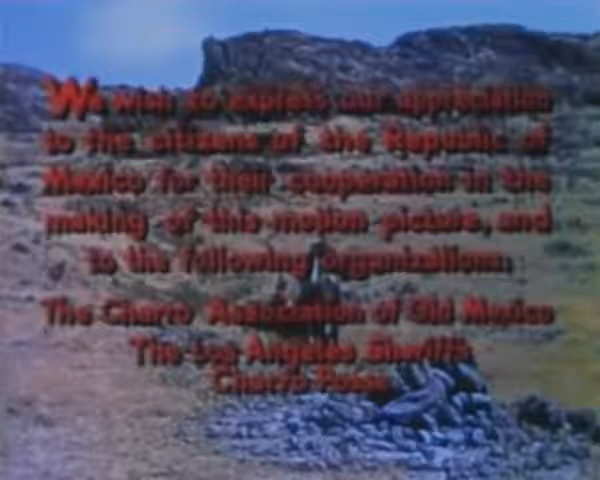 We wish to express our appreciation
to the citizens of the Republic of
Mexico for their cooperation in the
making of this motion picture, and
to the following organizations:
The Charro Association of Old Mexico
The Los Angeles Sheriff's
Charro Posse